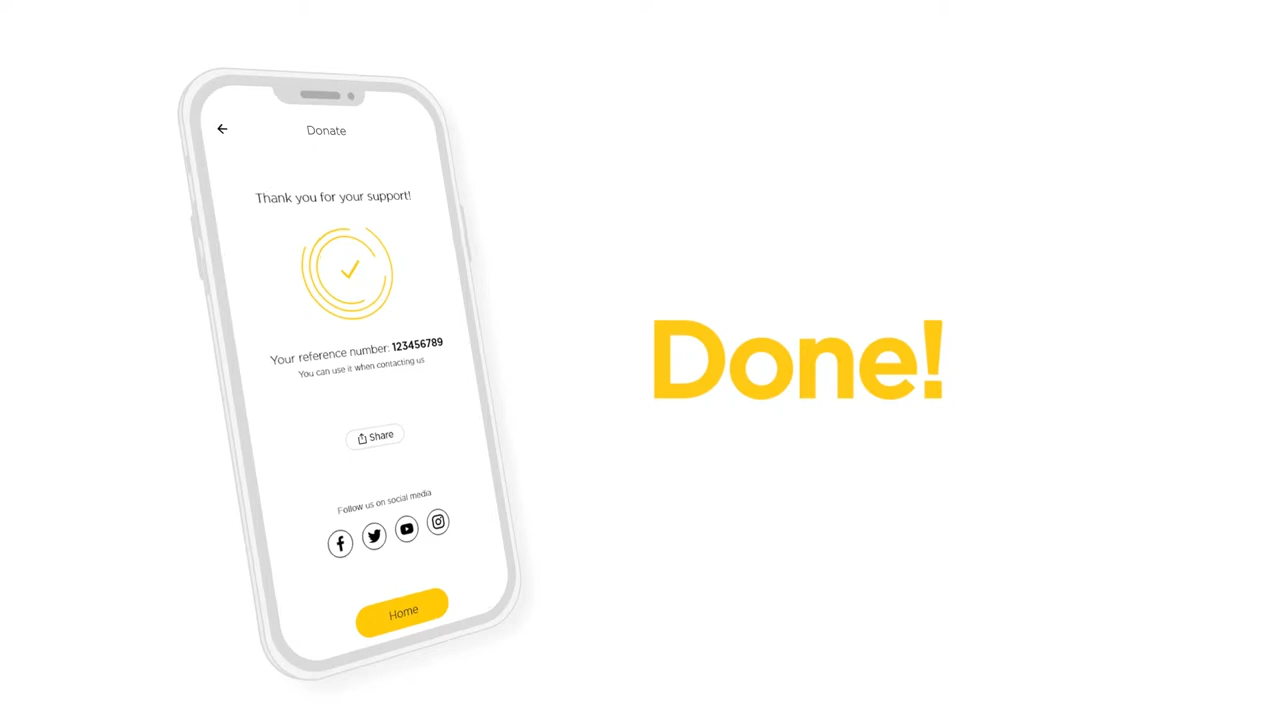 Donate
Thank you for your support!
Your reference number: 123456789
You can use it when contacting us
Share
Follow us on social media
Home
Done!